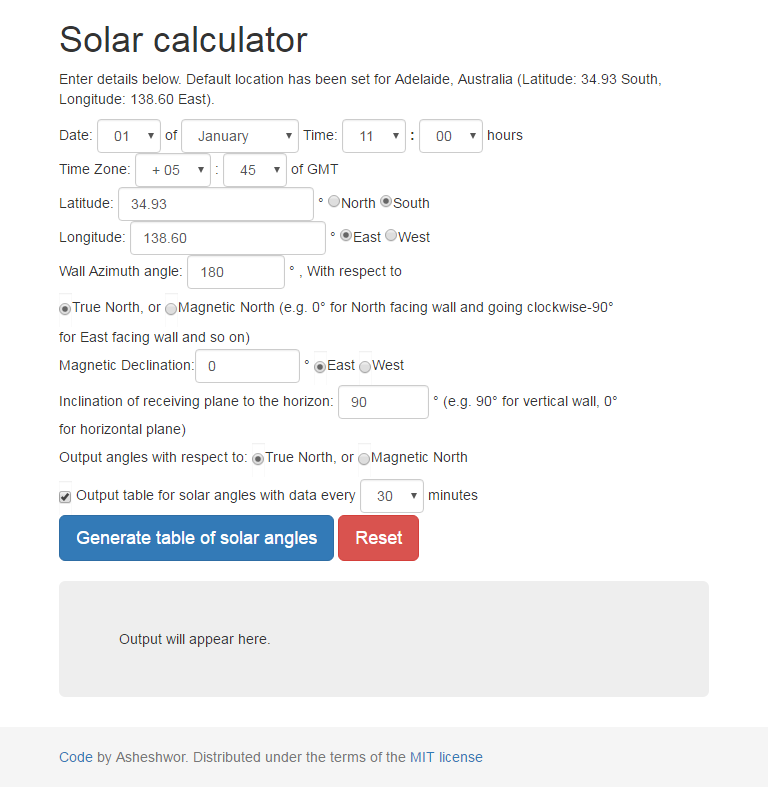 Solar calculator
Enter details below. Default location has been set for Adelaide, Australia (Latitude: 34.93 South,
Longitude: 138.60 East).
Date: 01 of January Time: 11 : 00 hours
Time Zone: + 05 : 45 of GMT
Latitude: 34.93 ° North South
Longitude: 138.60 ° East West
Wall Azimuth angle: 180 ° , With respect to
True North, or Magnetic North (e.g. 0° for North facing wall and going clockwise-90°
for East facing wall and so on)
Magnetic Declination: 0 ° East West
Inclination of receiving plane to the horizon: 90 ° (e.g. 90° for vertical wall, 0°
for horizontal plane)
Output angles with respect to: True North, or Magnetic North
Output table for solar angles with data every 30 minutes
Generate table of solar angles Reset
Output will appear here.
Code by Asheshwor. Distributed under the terms of the MIT license